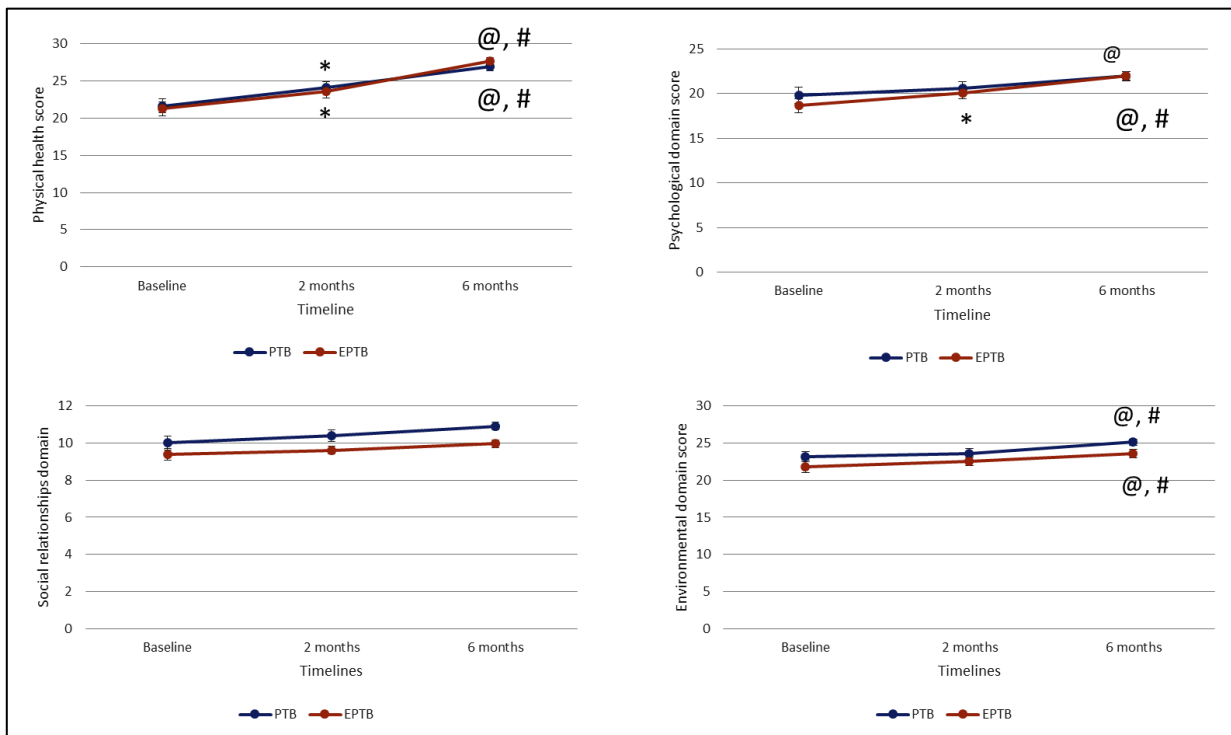 Physical health score
30
25
20
15
10
5
0
@, #
*
*
@, #
Baseline 2 months 6 months
Timeline
PTB EPTB
Psychological domain score
25
20
15
10
5
0
@
*
@, #
Baseline 2 months 6 months
Timeline
PTB EPTB
Social relationships domain
12
10
8
6
4
2
0
Baseline 2 months 6 months
Timelines
PTB EPTB
Environmental domain score
30
25
20
15
10
5
0
@, #
@, #
Baseline 2 months 6 months
Timelines
PTB EPTB